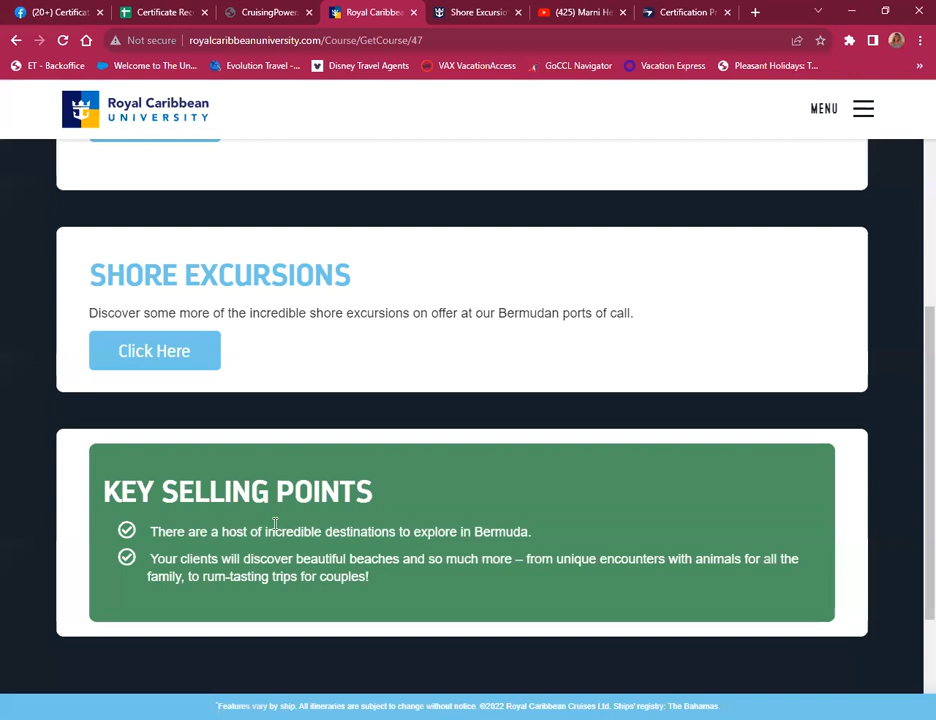 (20+) Certificat
Certificate Rec
CruisingPower.
Royal Caribbea
Shore Excursio
(425) Marni He
Certification Pr
Not secure
royalcaribbeanuniversity.com/Course/GetCourse/47
ET - Backoffice
Welcome to The Un...
Evolution Travel -...
Disney Travel Agents
VAX VacationAccess
GoCCL Navigator
Vacation Express
Pleasant Holidays: T...
»
Royal Caribbean
UNIVERSITY
MENU
SHORE EXCURSIONS
Discover some more of the incredible shore excursions on offer at our Bermudan ports of call.
Click Here
KEY SELLING POINTS
There are a host of incredible destinations to explore in Bermuda.
Your clients will discover beautiful beaches and so much more – from unique encounters with animals for all the
family, to rum-tasting trips for couples!
*Features vary by ship. All itineraries are subject to change without notice. ©2022 Royal Caribbean Cruises Ltd. Ships' registry: The Bahamas.